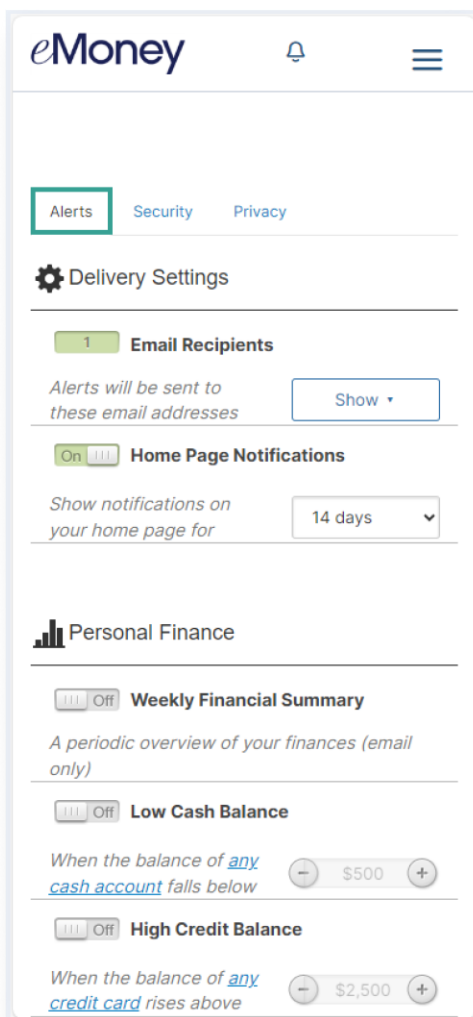 eMoney
Alerts Security Privacy
Delivery Settings
1 Email Recipients
Alerts will be sent to
these email addresses
Show
On Home Page Notifications
Show notifications on
your home page for
14 days
Personal Finance
Off Weekly Financial Summary
A periodic overview of your finances (email
only)
Off Low Cash Balance
When the balance of any
cash account falls below
$500
Off High Credit Balance
When the balance of any
credit card rises above
$2,500